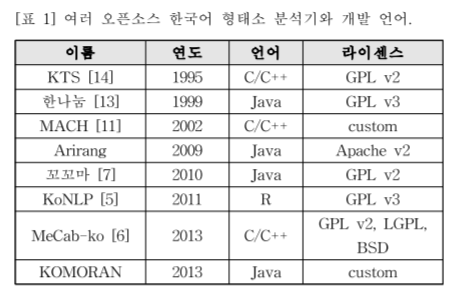 [표 1] 여러 오픈소스 한국어 형태소 분석기와 개발 언어.
이름 연도 언어 라이센스
KTS [14] 1995 C/C++ GPL v2
한나눔 [13] 1999 Java GPL v3
MACH [11] 2002 C/C++ custom
Arirang 2009 Java Apache v2
꼬꼬마 [7] 2010 Java GPL v2
KoNLP [5] 2011 R GPL v3
MeCab-ko [6] 2013 C/C++ GPL v2, LGPL,
BSD
KOMORAN 2013 Java custom